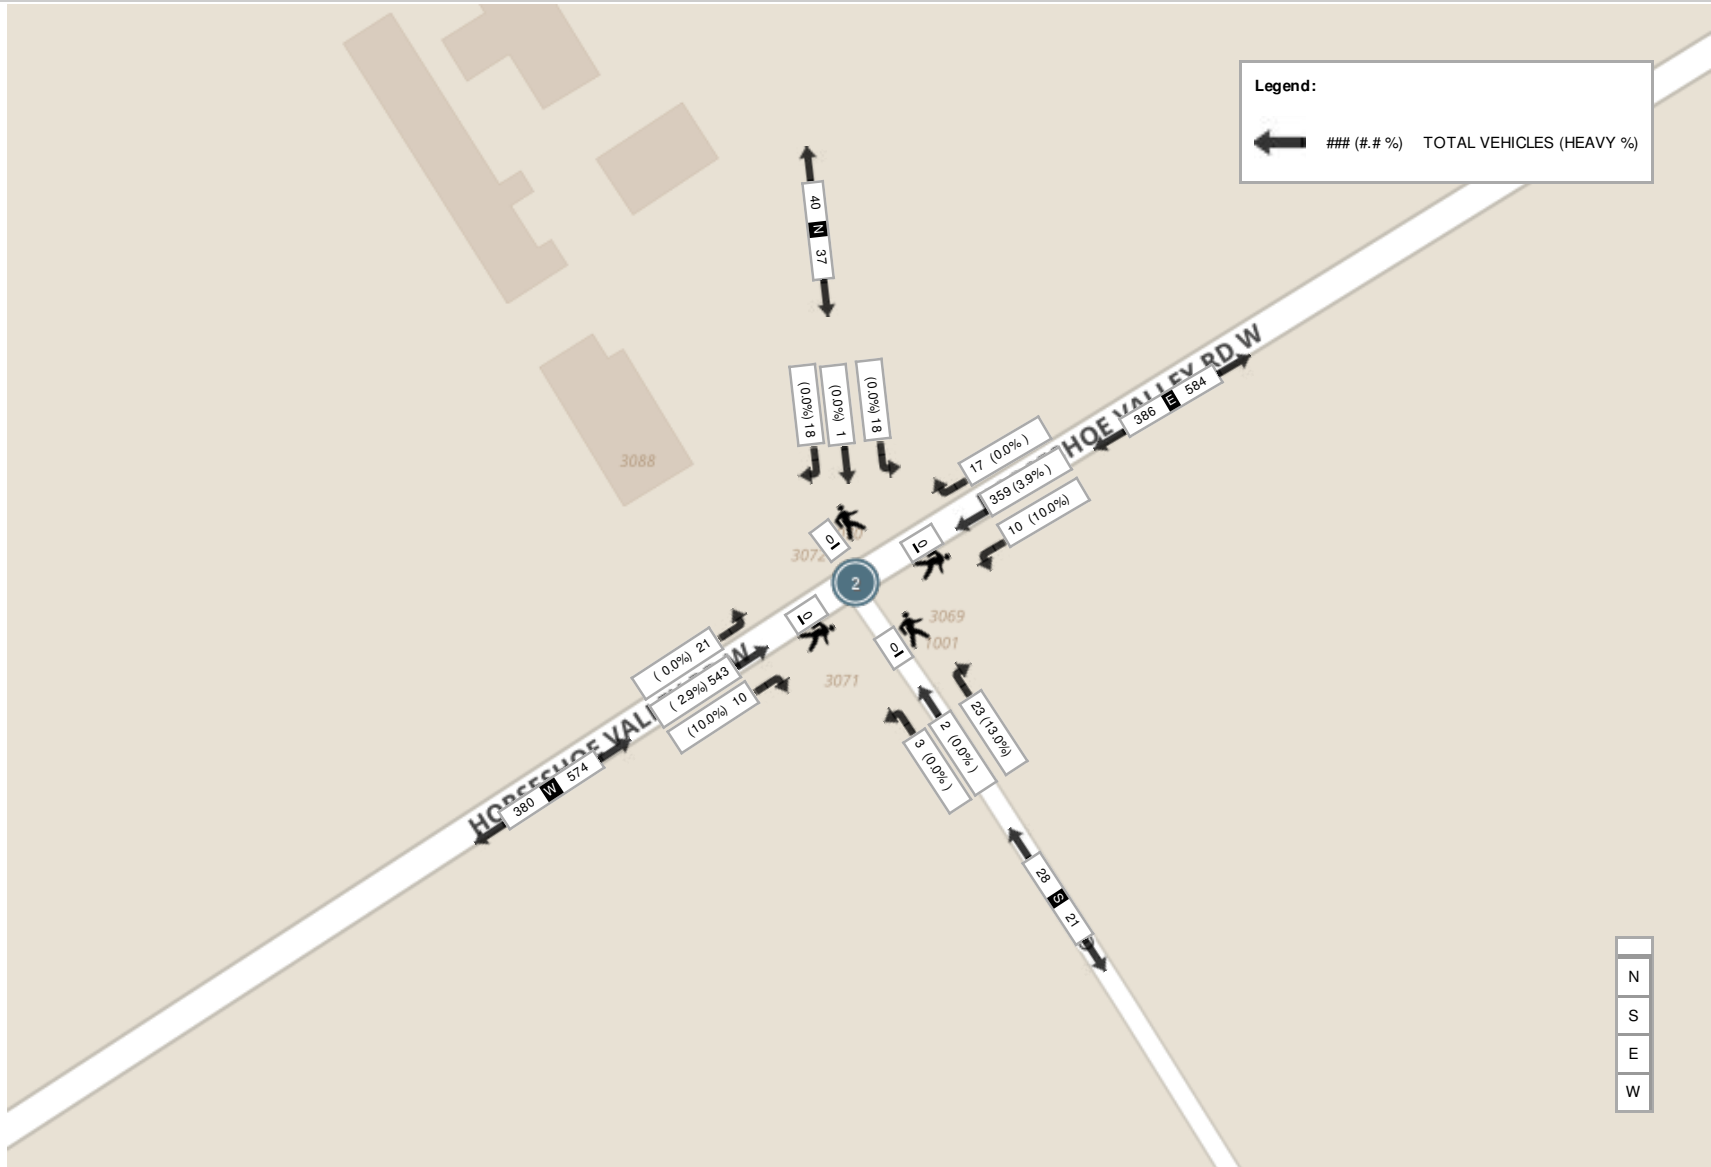 Legend:
### (#.# %) TOTAL VEHICLES (HEAVY %)
40 N 37
(0.0%) 18
(0.0%) 1
(0.0%) 18
HOE VALLEY RD W
386 E 584
17 (0.0% )
359 (3.9% )
10 (10.0%)
3088
0
3072
0
2
0
3069
0
1001
3071
( 0.0%) 21
( 2.9%) 543
(10.0%) 10
W
HORSESHOE VALL
380 W 574
23 (13.0%)
2 (0.0% )
3 (0.0% )
28 S 21
N
S
E
W